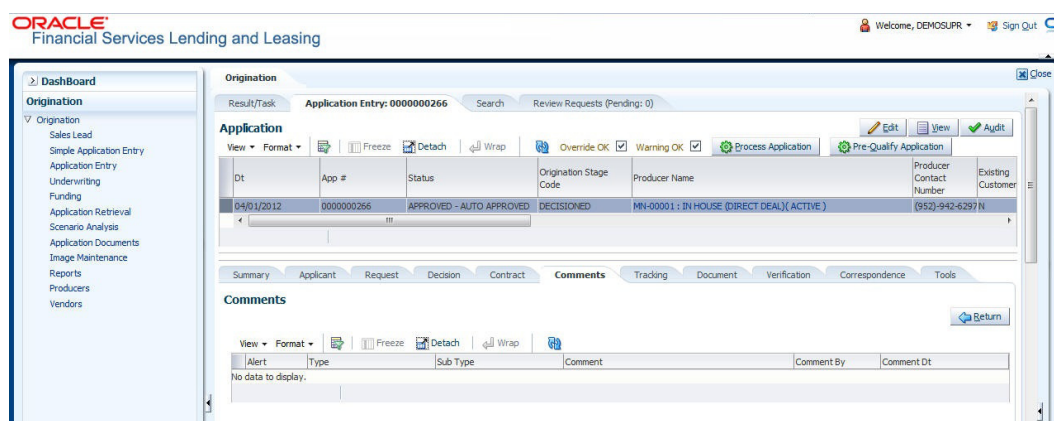 ORACLE®
Financial Services Lending and Leasing
Welcome, DEMOSUPR
Sign Out
Close
DashBoard
Origination
Origination
Sales Lead
Simple Application Entry
Application Entry
Underwriting
Funding
Application Retrieval
Scenario Analysis
Application Documents
Image Maintenance
Reports
Producers
Vendors
Origination
Result/Task Application Entry: 0000000266 Search Review Requests (Pending: 0)
Application
Edit View Audit
View Format Freeze Detach Wrap Override OK Warning OK Process Application Pre-Qualify Application
Dt App # Status Origination Stage Code Producer Name Producer Contact Number Existing Customer
04/01/2012 0000000266 APPROVED - AUTO APPROVED DECISIONED MN-00001 : IN HOUSE (DIRECT DEAL)( ACTIVE ) (952)-942-6297 N
Summary Applicant Request Decision Contract Comments Tracking Document Verification Correspondence Tools
Comments
Return
View Format Freeze Detach Wrap
Alert Type Sub Type Comment Comment By Comment Dt
No data to display.